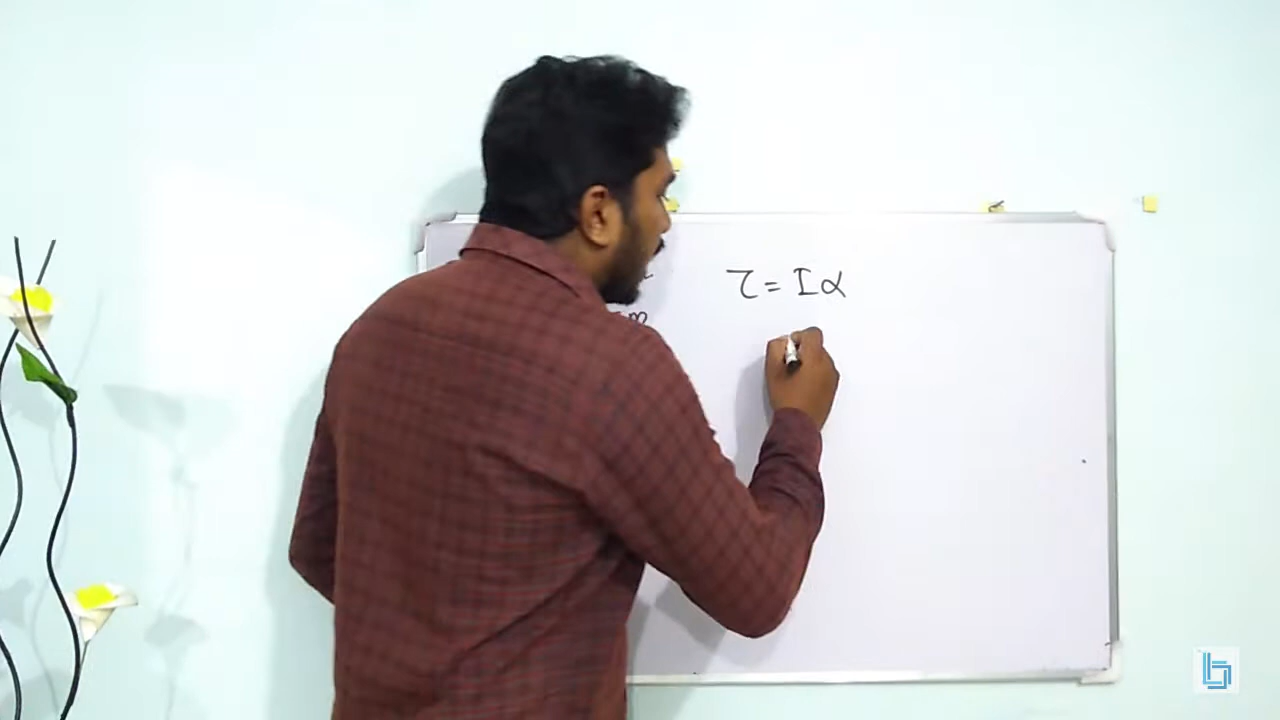 τ = Iα